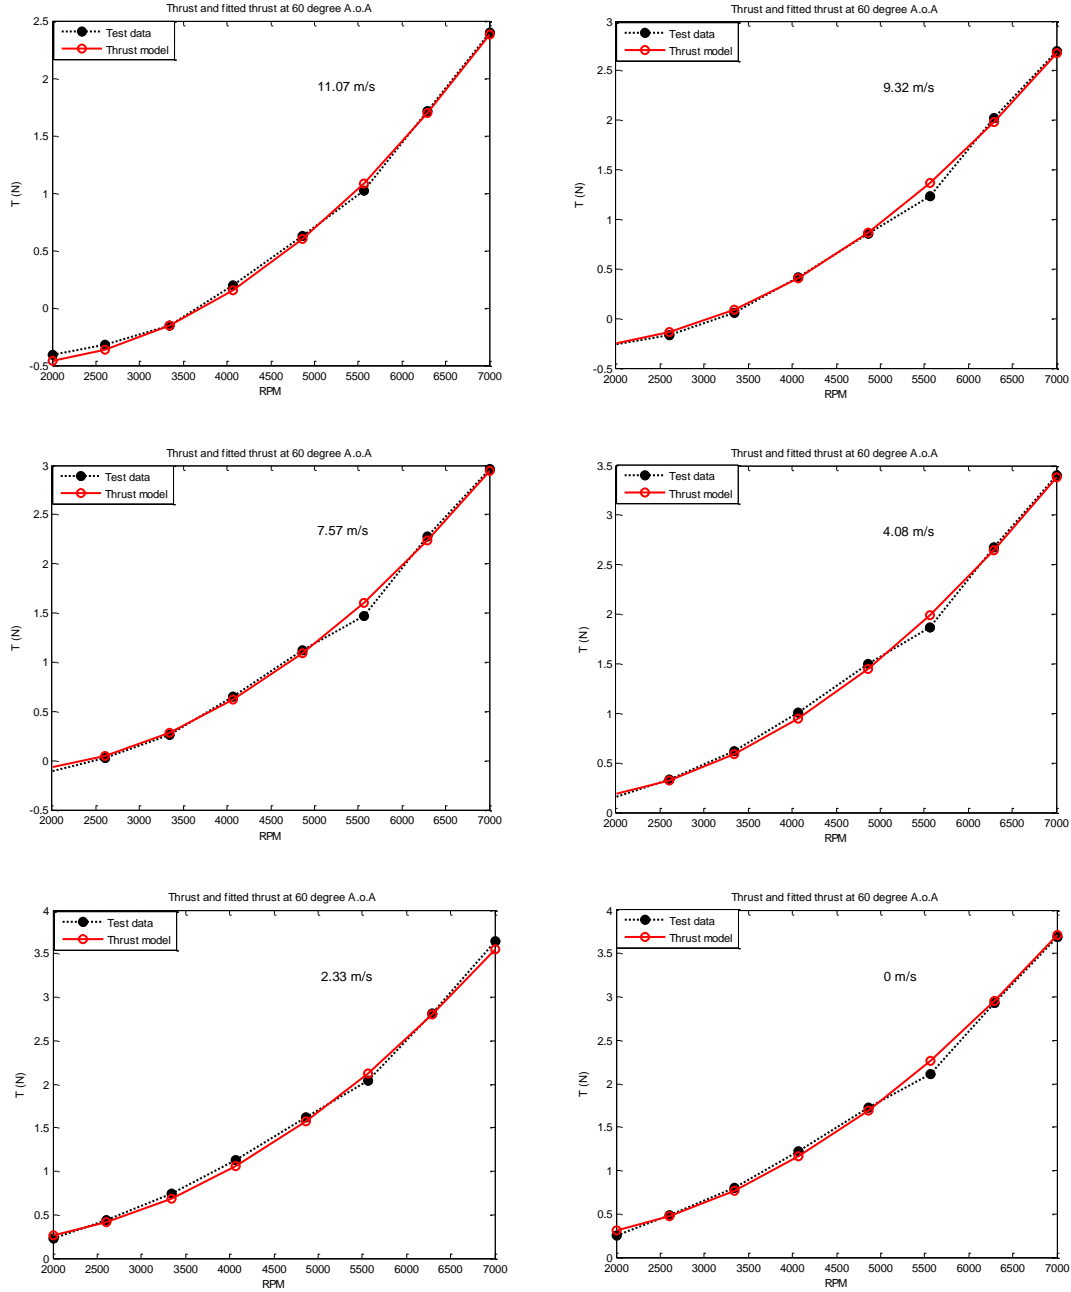 Thrust and fitted thrust at 60 degree A.o.A
2.5
2
1.5
1
0.5
0
-0.5
T (N)
Test data
Thrust model
11.07 m/s
2000 2500 3000 3500 4000 4500 5000 5500 6000 6500 7000
RPM
Thrust and fitted thrust at 60 degree A.o.A
3
2.5
2
1.5
1
0.5
0
-0.5
T (N)
Test data
Thrust model
9.32 m/s
2000 2500 3000 3500 4000 4500 5000 5500 6000 6500 7000
RPM
Thrust and fitted thrust at 60 degree A.o.A
3
2.5
2
1.5
1
0.5
0
-0.5
T (N)
Test data
Thrust model
7.57 m/s
2000 2500 3000 3500 4000 4500 5000 5500 6000 6500 7000
RPM
Thrust and fitted thrust at 60 degree A.o.A
3.5
3
2.5
2
1.5
1
0.5
0
T (N)
Test data
Thrust model
4.08 m/s
2000 2500 3000 3500 4000 4500 5000 5500 6000 6500 7000
RPM
Thrust and fitted thrust at 60 degree A.o.A
4
3.5
3
2.5
2
1.5
1
0.5
0
T (N)
Test data
Thrust model
2.33 m/s
2000 2500 3000 3500 4000 4500 5000 5500 6000 6500 7000
RPM
Thrust and fitted thrust at 60 degree A.o.A
4
3.5
3
2.5
2
1.5
1
0.5
0
T (N)
Test data
Thrust model
0 m/s
2000 2500 3000 3500 4000 4500 5000 5500 6000 6500 7000
RPM